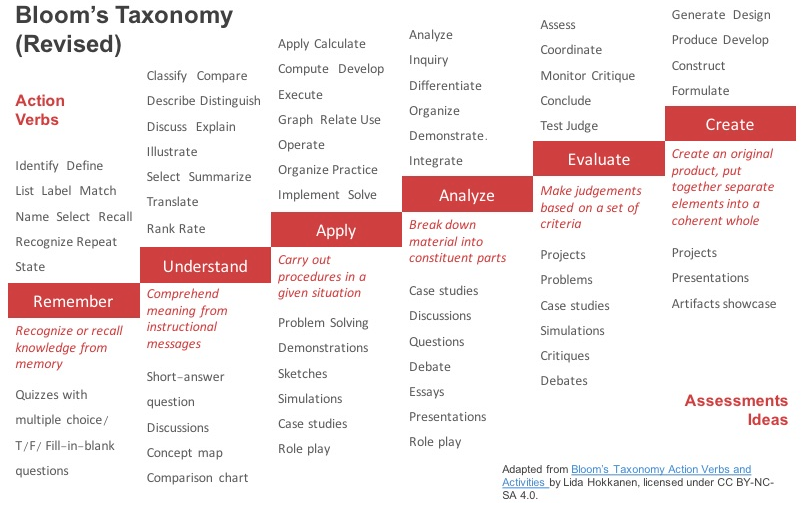 Bloom's Taxonomy
(Revised)
Action
Verbs
Identify Define
List Label Match
Name Select Recall
Recognize Repeat
State
Remember
Recognize or recall
knowledge from
memory
Quizzes with
multiple choice/
T/F/ Fill-in-blank
questions
Classify Compare
Describe Distinguish
Discuss Explain
Illustrate
Select Summarize
Translate
Rank Rate
Understand
Comprehend
meaning from
instructional
messages
Short-answer
question
Discussions
Concept map
Comparison chart
Apply Calculate
Compute Develop
Execute
Graph Relate Use
Operate
Organize Practice
Implement Solve
Apply
Carry out
procedures in a
given situation
Problem Solving
Demonstrations
Sketches
Simulations
Case studies
Role play
Analyze
Inquiry
Differentiate
Organize
Demonstrate.
Integrate
Analyze
Break down
material into
constituent parts
Case studies
Discussions
Questions
Debate
Essays
Presentations
Role play
Assess
Coordinate
Monitor Critique
Conclude
Test Judge
Evaluate
Make judgements
based on a set of
criteria
Projects
Problems
Case studies
Simulations
Critiques
Debates
Generate Design
Produce Develop
Construct
Formulate
Create
Create an original
product, put
together separate
elements into a
coherent whole
Projects
Presentations
Artifacts showcase
Assessments
Ideas
Adapted from Bloom's Taxonomy Action Verbs and
Activities by Lida Hokkanen, licensed under CC BY-NC-
SA 4.0.